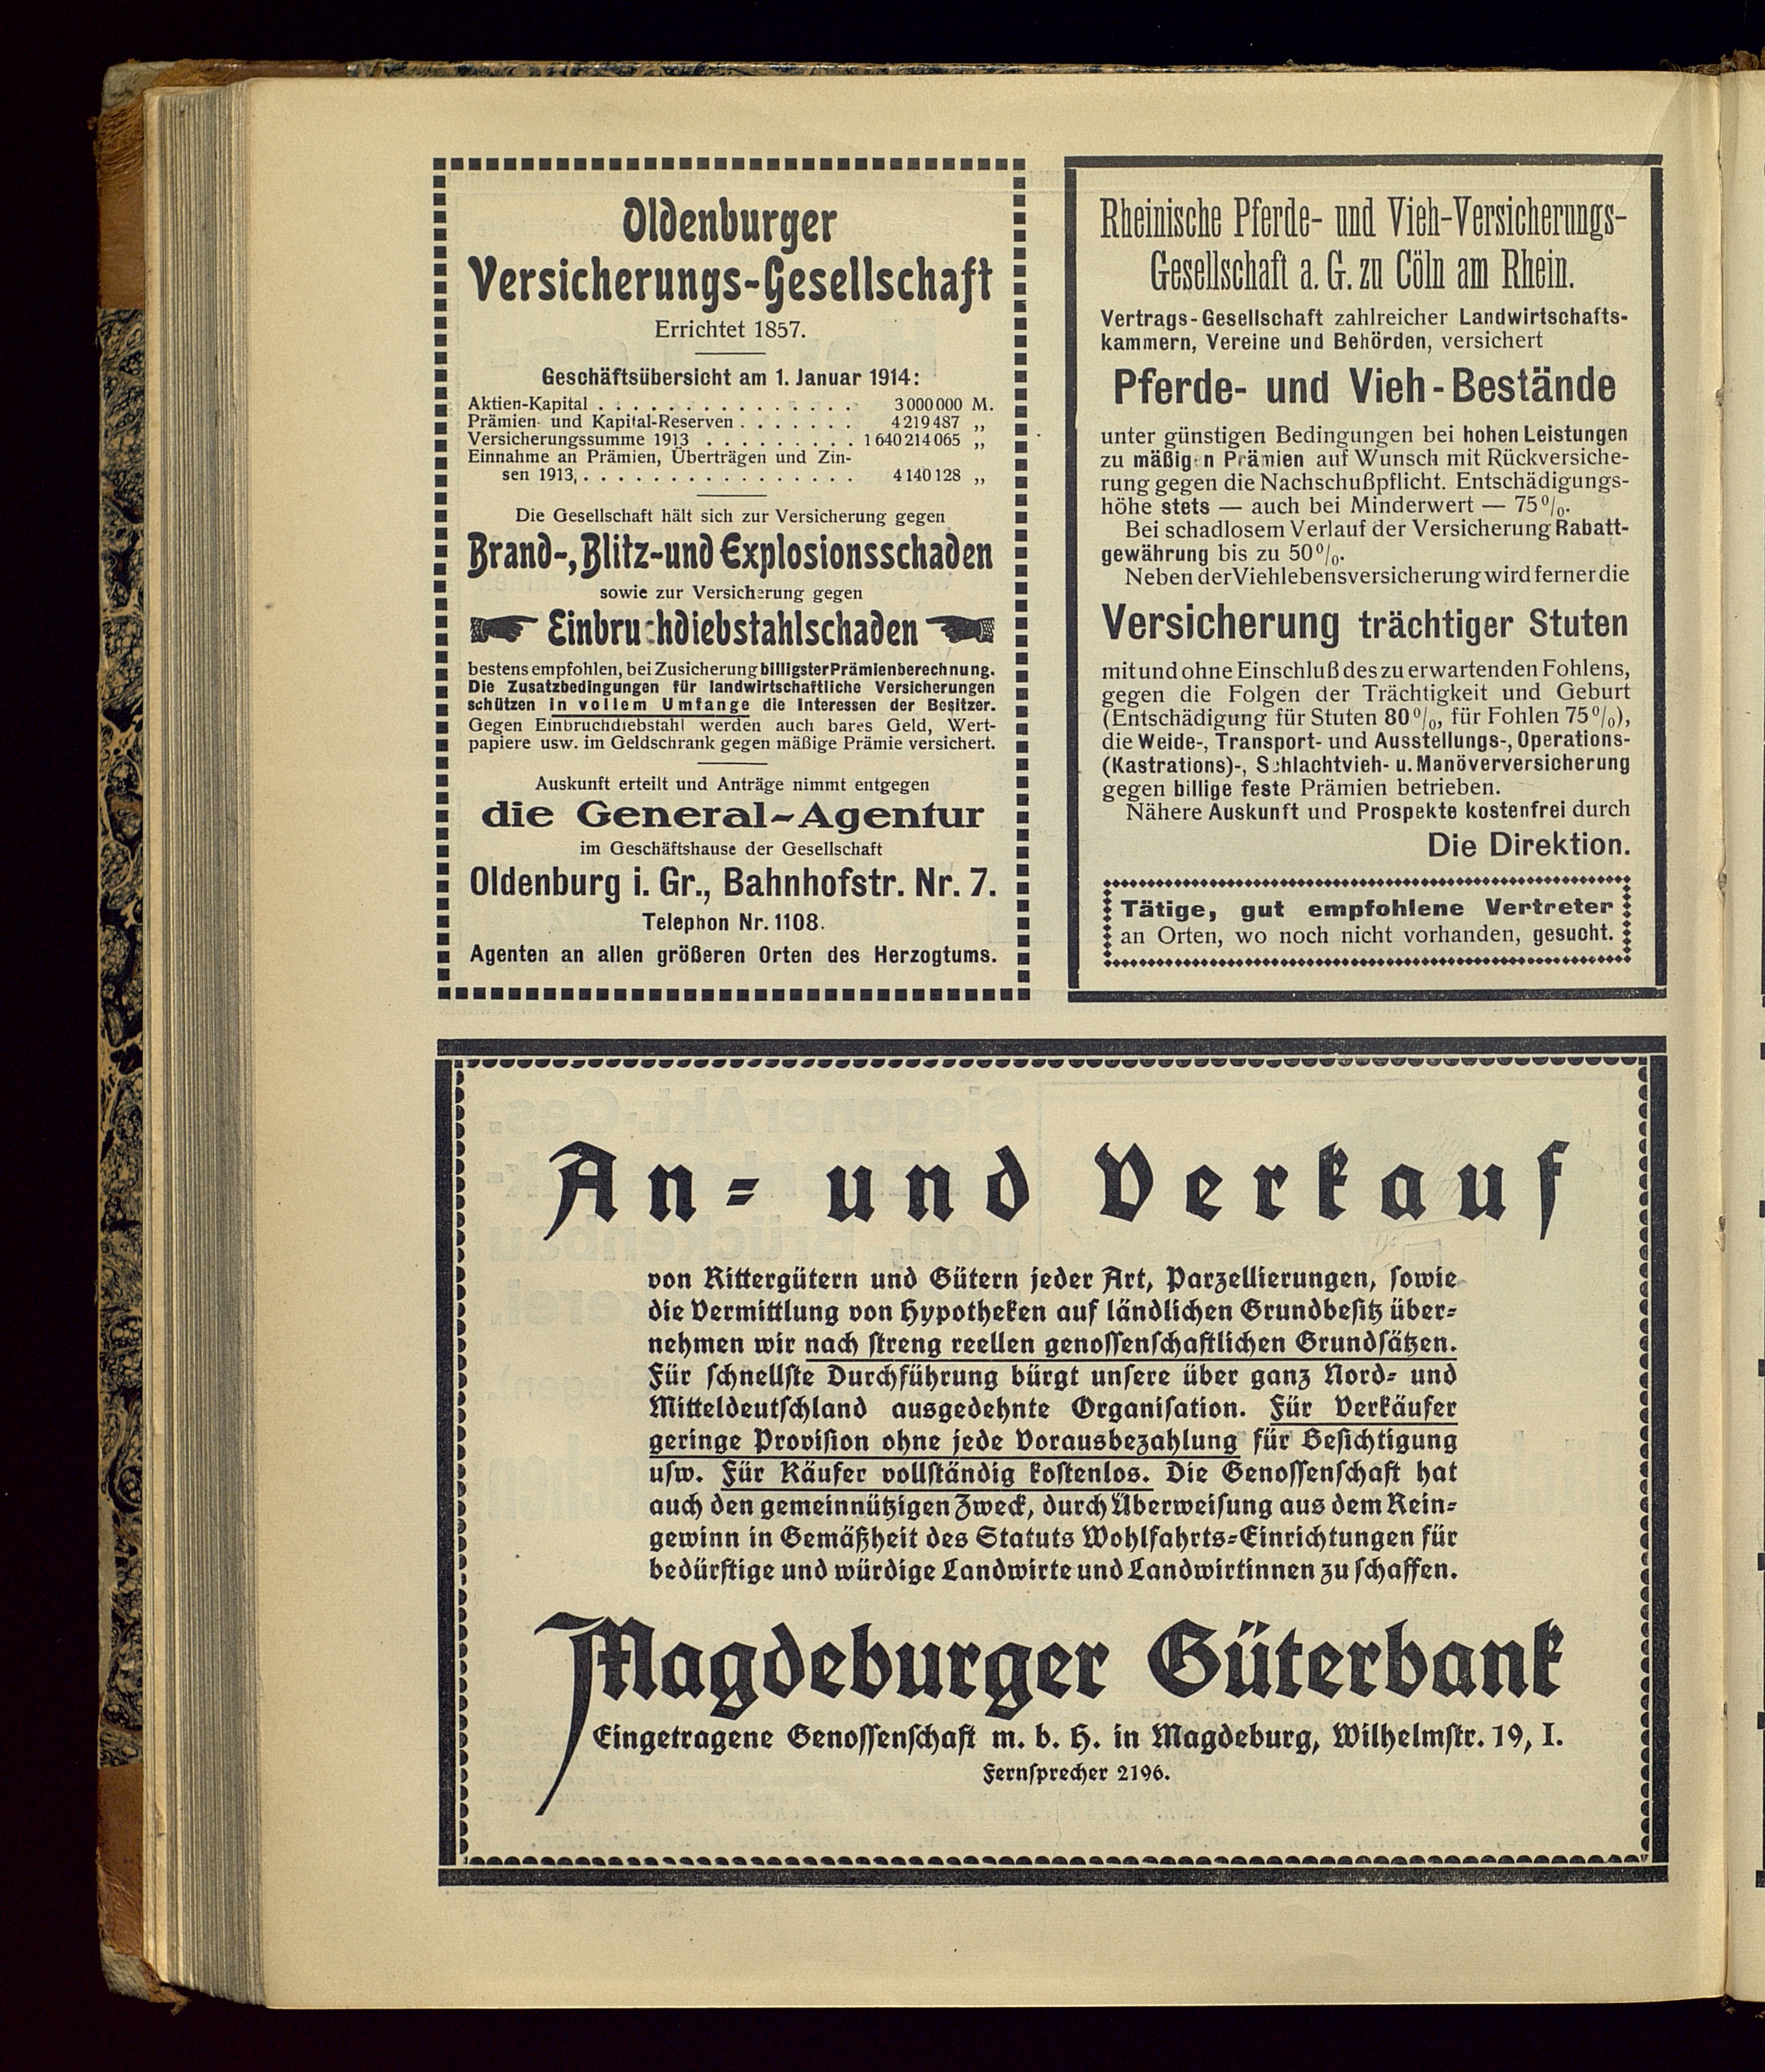 Oldenburger
Versicherungs-Gesellschaft
Errichtet 1857.
Geschäftsübersicht am 1. Januar 1914:
Aktien-Kapital . . . . . . . . . . . . . . . 3 000 000 M.
Prämien- und Kapital-Reserven . . . . . . . 4 219 487 „
Versicherungssumme 1913 . . . . . . . . . 1 640 214 065 „
Einnahme an Prämien, Überträgen und Zin-
sen 1913, . . . . . . . . . . . . . . . . 4 140 128 „
Die Gesellschaft hält sich zur Versicherung gegen
Brand-, Blitz- und Explosionsschaden
sowie zur Versicherung gegen
Einbruchdiebstahlschaden
bestens empfohlen, bei Zusicherung billigster Prämienberechnung.
Die Zusatzbedingungen für landwirtschaftliche Versicherungen
schützen in vollem Umfange die Interessen der Besitzer.
Gegen Einbruchdiebstahl werden auch bares Geld, Wert-
papiere usw. im Geldschrank gegen mäßige Prämie versichert.
Auskunft erteilt und Anträge nimmt entgegen
die General-Agentur
im Geschäftshause der Gesellschaft
Oldenburg i. Gr., Bahnhofstr. Nr. 7.
Telephon Nr. 1108.
Agenten an allen größeren Orten des Herzogtums.
Rheinische Pferde- und Vieh-Versicherungs-
Gesellschaft a. G. zu Cöln am Rhein.
Vertrags-Gesellschaft zahlreicher Landwirtschafts-
kammern, Vereine und Behörden, versichert
Pferde- und Vieh-Bestände
unter günstigen Bedingungen bei hohen Leistungen
zu mäßigen Prämien auf Wunsch mit Rückversiche-
rung gegen die Nachschußpflicht. Entschädigungs-
höhe stets — auch bei Minderwert — 75%.
Bei schadlosem Verlauf der Versicherung Rabatt-
gewährung bis zu 50%.
Neben der Viehlebensversicherung wird ferner die
Versicherung trächtiger Stuten
mit und ohne Einschluß des zu erwartenden Fohlens,
gegen die Folgen der Trächtigkeit und Geburt
(Entschädigung für Stuten 80%, für Fohlen 75%),
die Weide-, Transport- und Ausstellungs-, Operations-
(Kastrations)-, Schlachtvieh- u. Manöverversicherung
gegen billige feste Prämien betrieben.
Nähere Auskunft und Prospekte kostenfrei durch
Die Direktion.
Tätige, gut empfohlene Vertreter
an Orten, wo noch nicht vorhanden, gesucht.
An- und Verkauf
von Rittergütern und Gütern jeder Art, Parzellierungen, sowie
die Vermittlung von Hypotheken auf ländlichen Grundbesitz über-
nehmen wir nach streng reellen genossenschaftlichen Grundsätzen.
Für schnellste Durchführung bürgt unsere über ganz Nord- und
Mitteldeutschland ausgedehnte Organisation. Für Verkäufer
geringe Provision ohne jede Vorausbezahlung für Besichtigung
usw. Für Käufer vollständig kostenlos. Die Genossenschaft hat
auch den gemeinnützigen Zweck, durch Überweisung aus dem Rein-
gewinn in Gemäßheit des Statuts Wohlfahrts-Einrichtungen für
bedürftige und würdige Landwirte und Landwirtinnen zu schaffen.
Magdeburger Güterbank
Eingetragene Genossenschaft m. b. H. in Magdeburg, Wilhelmstr. 19, I.
Fernsprecher 2196.